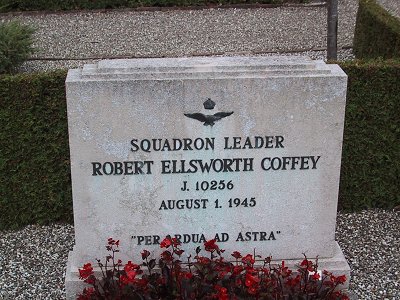 SQUADRON LEADER
ROBERT ELLSWORTH COFFEY
J. 10256
AUGUST 1. 1945
"PER ARDUA AD ASTRA"